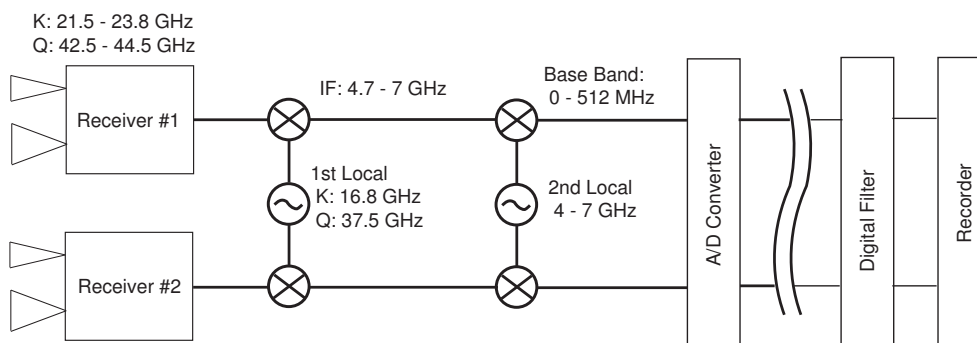 K: 21.5 - 23.8 GHz
Q: 42.5 - 44.5 GHz
Receiver #1
IF: 4.7 - 7 GHz
Base Band:
0 - 512 MHz
1st Local
K: 16.8 GHz
Q: 37.5 GHz
2nd Local
4 - 7 GHz
Receiver #2
A/D Converter
Digital Filter
Recorder